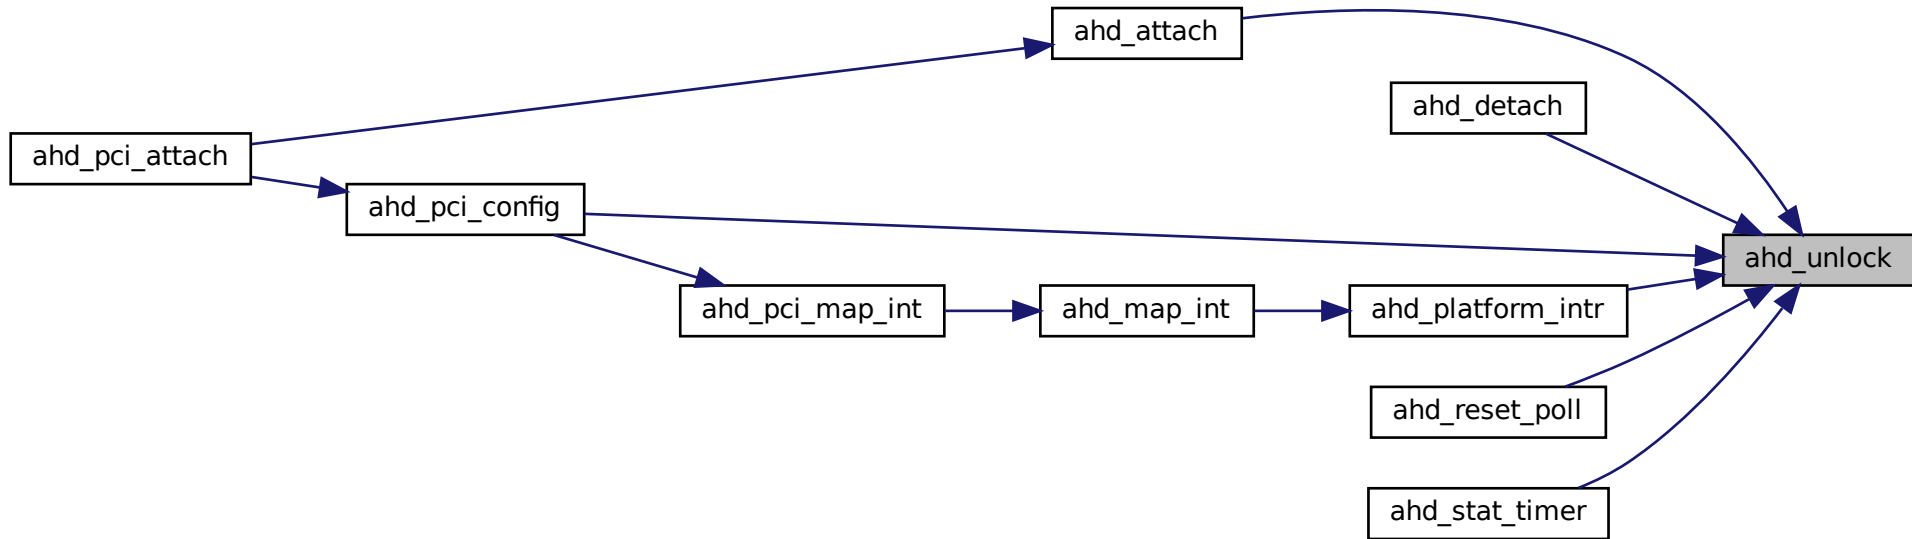 ahd_attach
ahd_detach
ahd_pci_attach
ahd_pci_config
ahd_unlock
ahd_pci_map_int
ahd_map_int
ahd_platform_intr
ahd_reset_poll
ahd_stat_timer